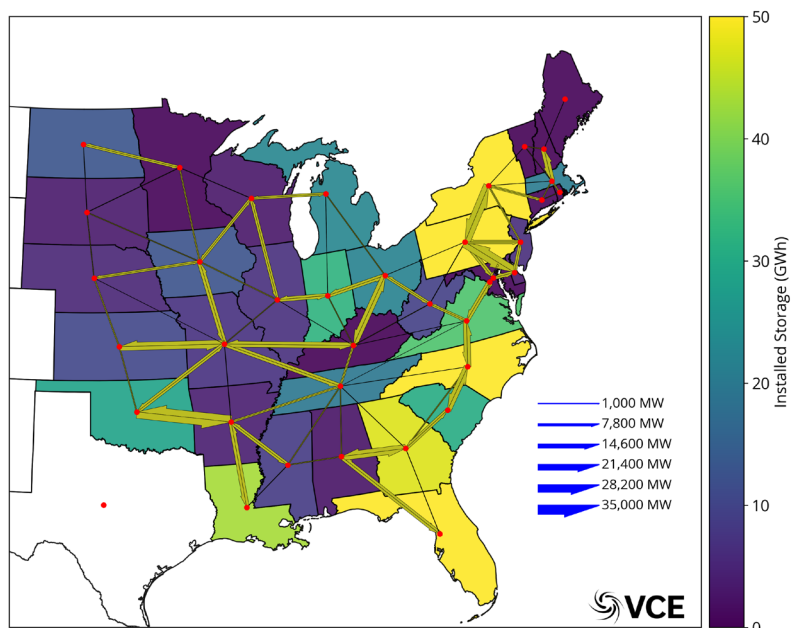 50
40
30
20
10
0
Installed Storage (GWh)
1,000 MW
7,800 MW
14,600 MW
21,400 MW
28,200 MW
35,000 MW
VCE